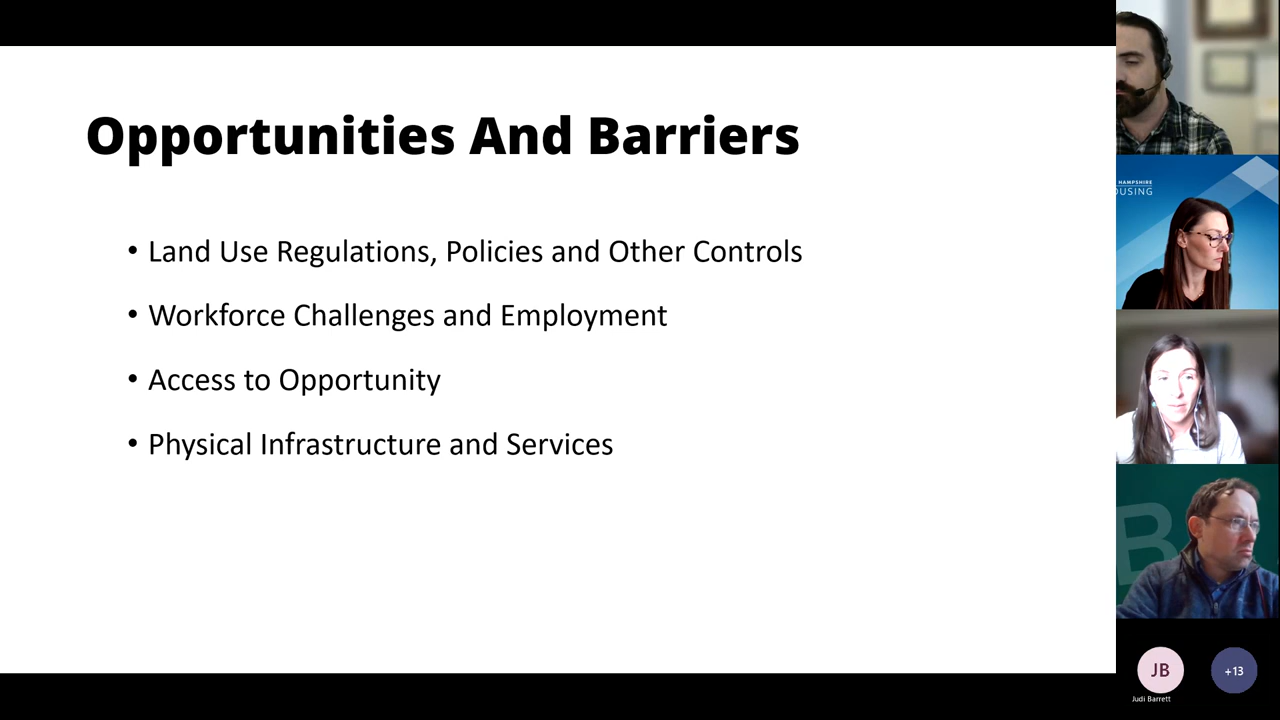 Opportunities And Barriers
• Land Use Regulations, Policies and Other Controls
• Workforce Challenges and Employment
• Access to Opportunity
• Physical Infrastructure and Services
HAMPSHIRE
OUSING
B
JB
+13
Judi Barrett